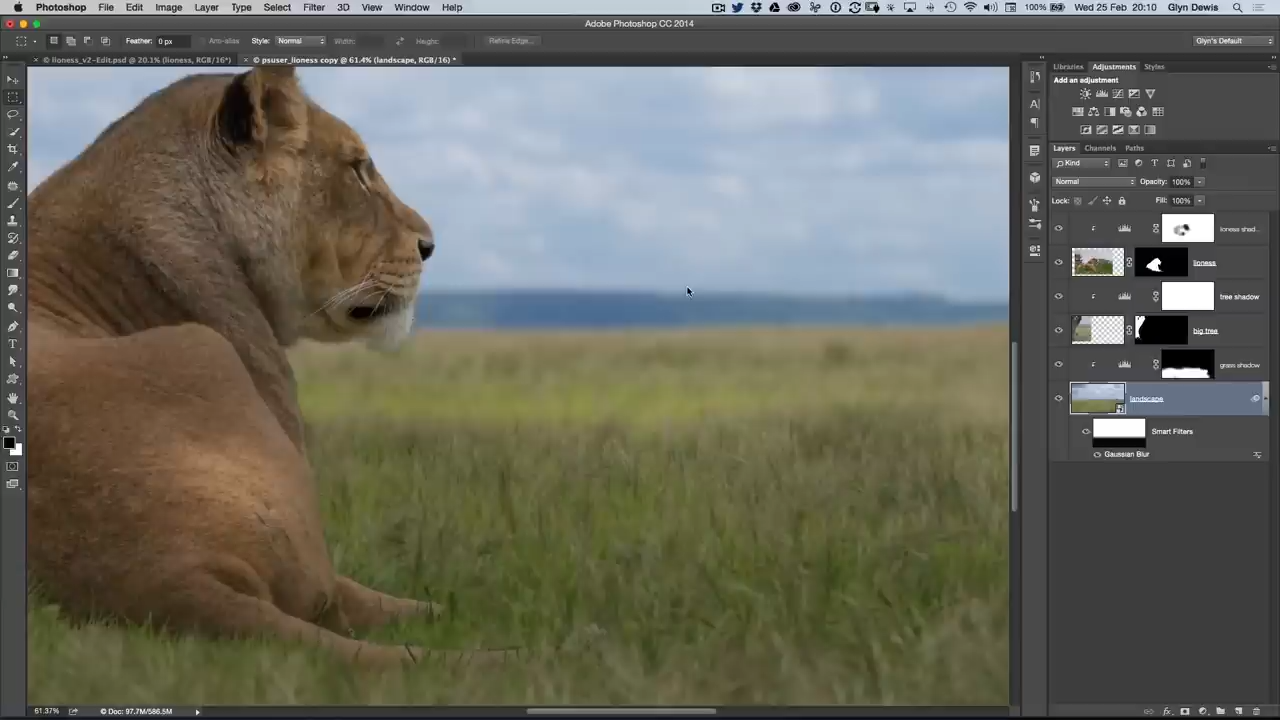 Photoshop File Edit Image Layer Type Select Filter 3D View Window Help 100% Wed 25 Feb 20:10 Glyn Dewis
Adobe Photoshop CC 2014
Feather: 0 px Anti-alias Style: Normal Width: Height: Refine Edge... Glyn's Default
× © lioness_v2-Edit.psd @ 20.1% (lioness, RGB/16*) × © psuser_lioness copy @ 61.4% (landscape, RGB/16) *
Libraries Adjustments Styles
Add an adjustment
Layers Channels Paths
Kind
Normal Opacity: 100%
Lock: Fill: 100%
lioness shad...
lioness
tree shadow
big tree
grass shadow
landscape
Smart Filters
Gaussian Blur
61.37% © Doc: 97.7M/586.5M